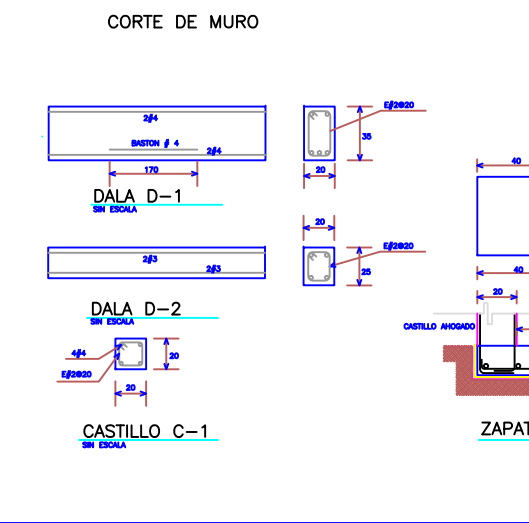 CORTE DE MURO
E#2@20
2#4
35
BASTON # 4
2#4
170
20
40
DALA D-1
SIN ESCALA
20
E#2@20
2#3
2#3
25
40
20
DALA D-2
SIN ESCALA
CASTILLO AHOGADO
4#4
20
E#2@20
20
CASTILLO C-1
SIN ESCALA
ZAPAT